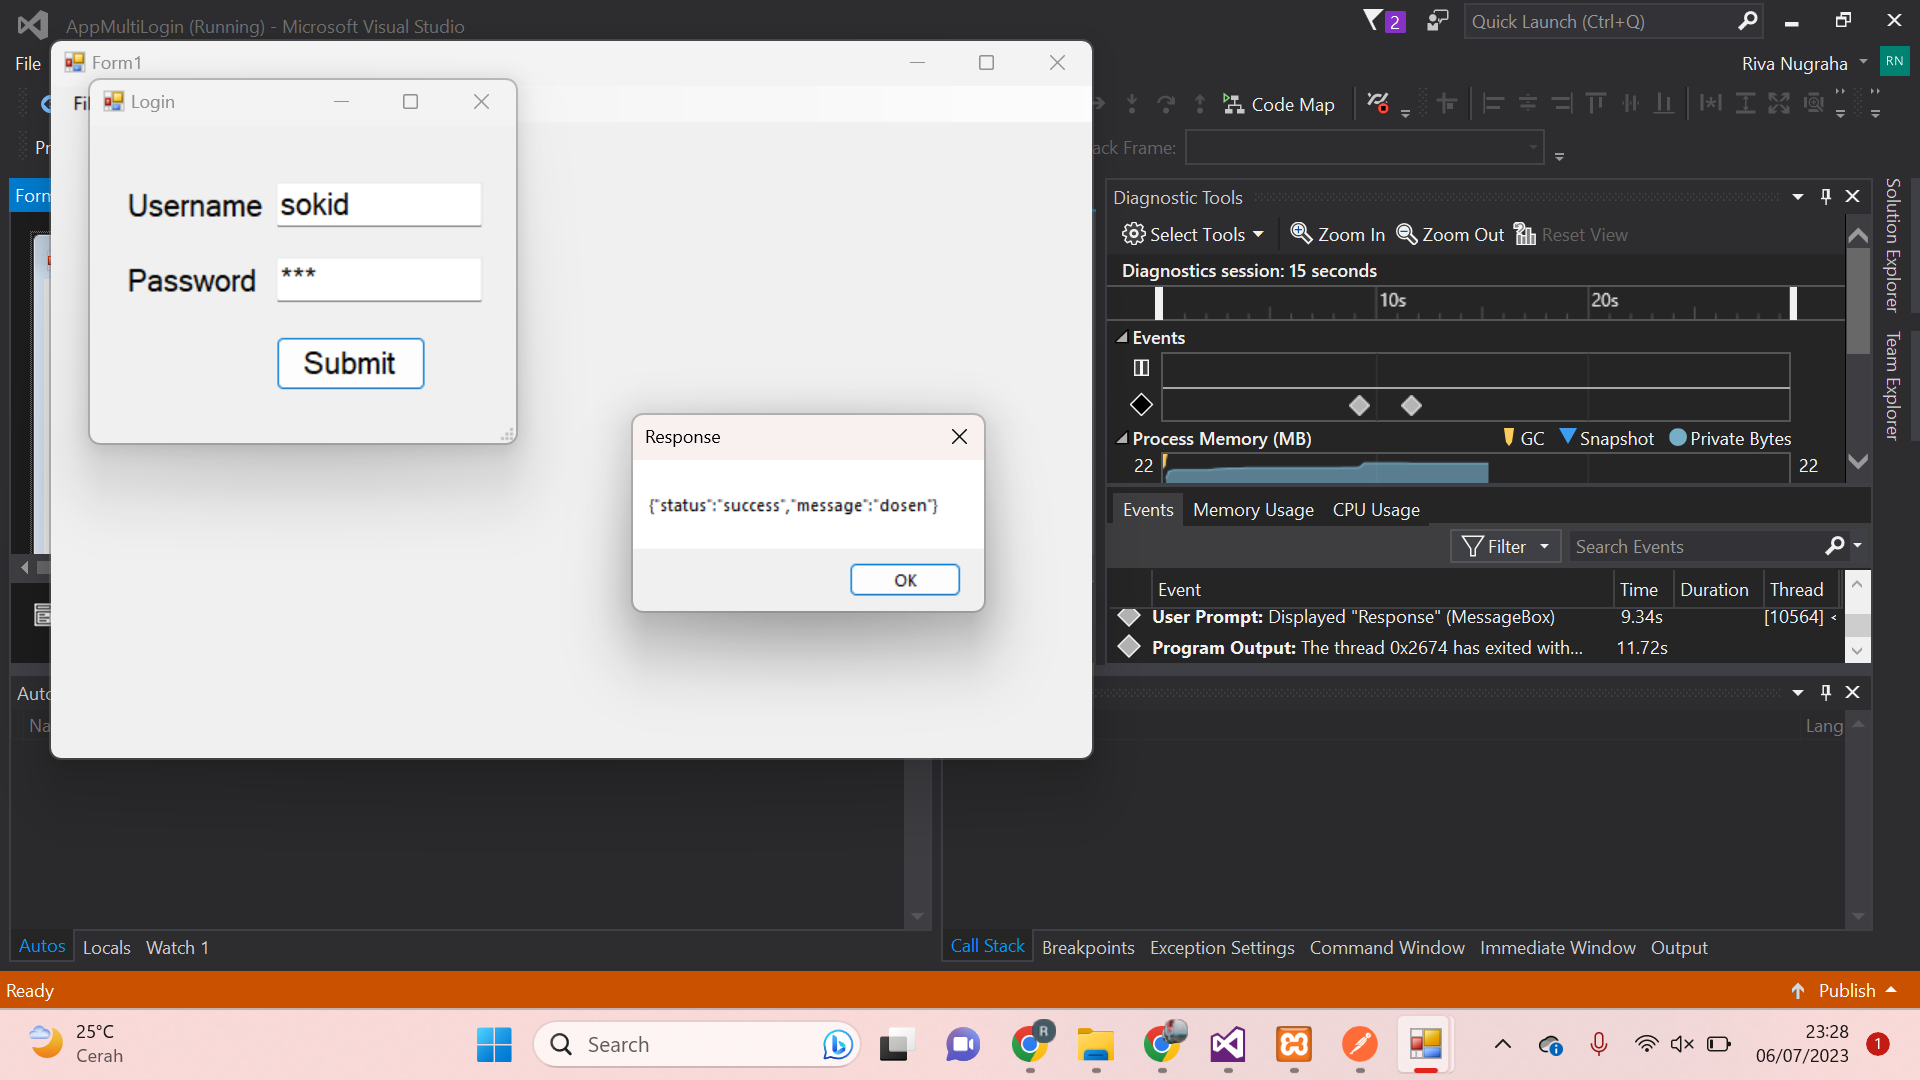 AppMultiLogin (Running) - Microsoft Visual Studio
2
Quick Launch (Ctrl+Q)
File
Form1
Riva Nugraha
RN
Login
Code Map
ack Frame:
Username
sokid
Password
***
Submit
Form
Diagnostic Tools
Select Tools
Zoom In
Zoom Out
Reset View
Diagnostics session: 15 seconds
10s
20s
Events
Process Memory (MB)
GC
Snapshot
Private Bytes
22
22
Solution Explorer
Team Explorer
Response
{"status":"success","message":"dosen"}
OK
Events
Memory Usage
CPU Usage
Filter
Search Events
Event
Time
Duration
Thread
User Prompt: Displayed "Response" (MessageBox)
9.34s
[10564] <
Program Output: The thread 0x2674 has exited with...
11.72s
Auto
Na
Lang
Autos
Locals
Watch 1
Call Stack
Breakpoints
Exception Settings
Command Window
Immediate Window
Output
Ready
Publish
25°C
Cerah
Search
R
23:28
06/07/2023
1